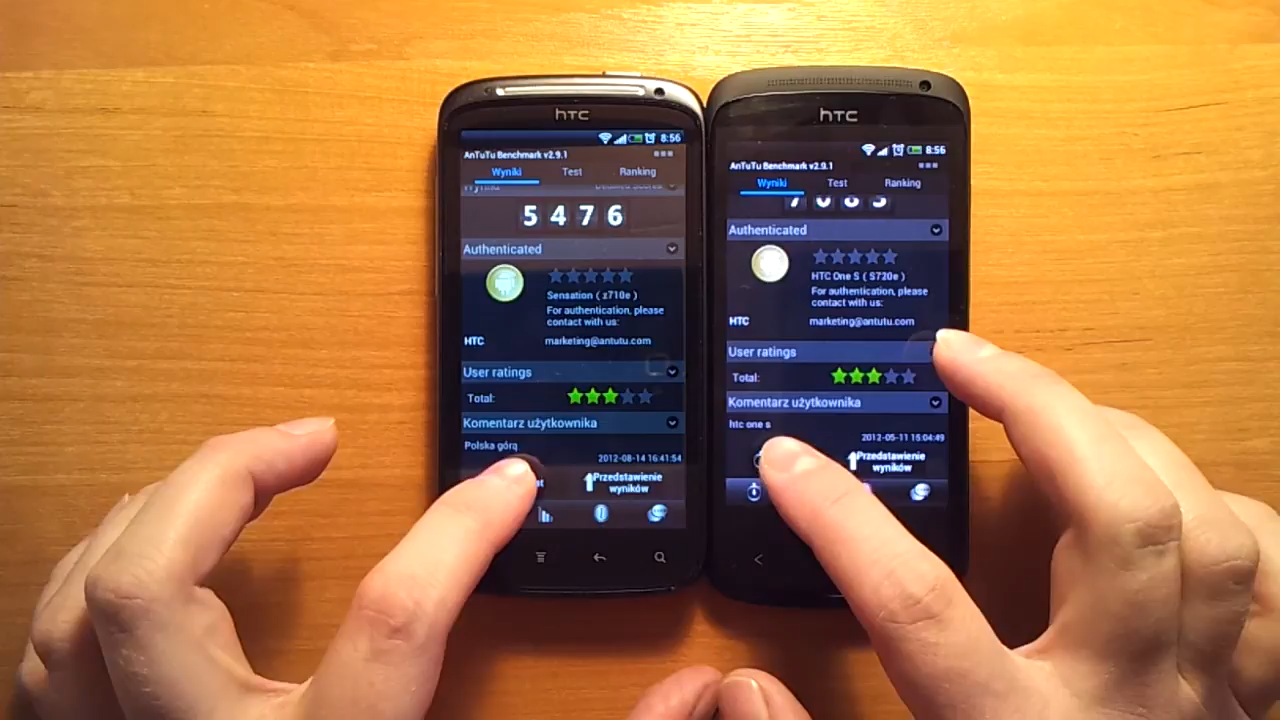 hTC
8:56
AnTuTu Benchmark v2.9.1
Wyniki Test Ranking
5476
Authenticated
Sensation ( z710e )
For authentication, please
contact with us:
HTC marketing@antutu.com
User ratings
Total:
Komentarz użytkownika
Polska górą
2012-08-14 16:41:54
Przedstawienie
wyników
hTC
8:56
AnTuTu Benchmark v2.9.1
Wyniki Test Ranking
Authenticated
HTC One S ( S720e )
For authentication, please
contact with us:
HTC marketing@antutu.com
User ratings
Total:
Komentarz użytkownika
htc one s
2012-05-11 15:04:49
Przedstawienie
wyników